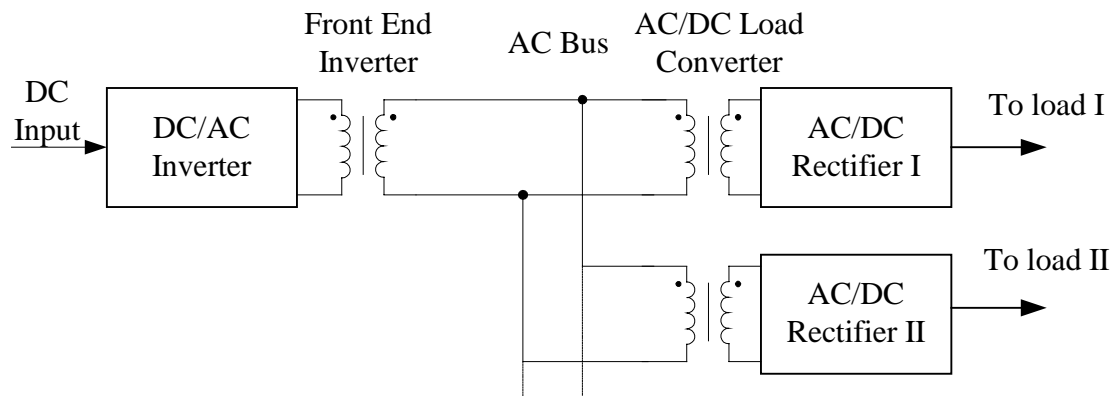 Front End
Inverter
AC Bus
AC/DC Load
Converter
DC
Input
DC/AC
Inverter
AC/DC
Rectifier I
To load I
AC/DC
Rectifier II
To load II